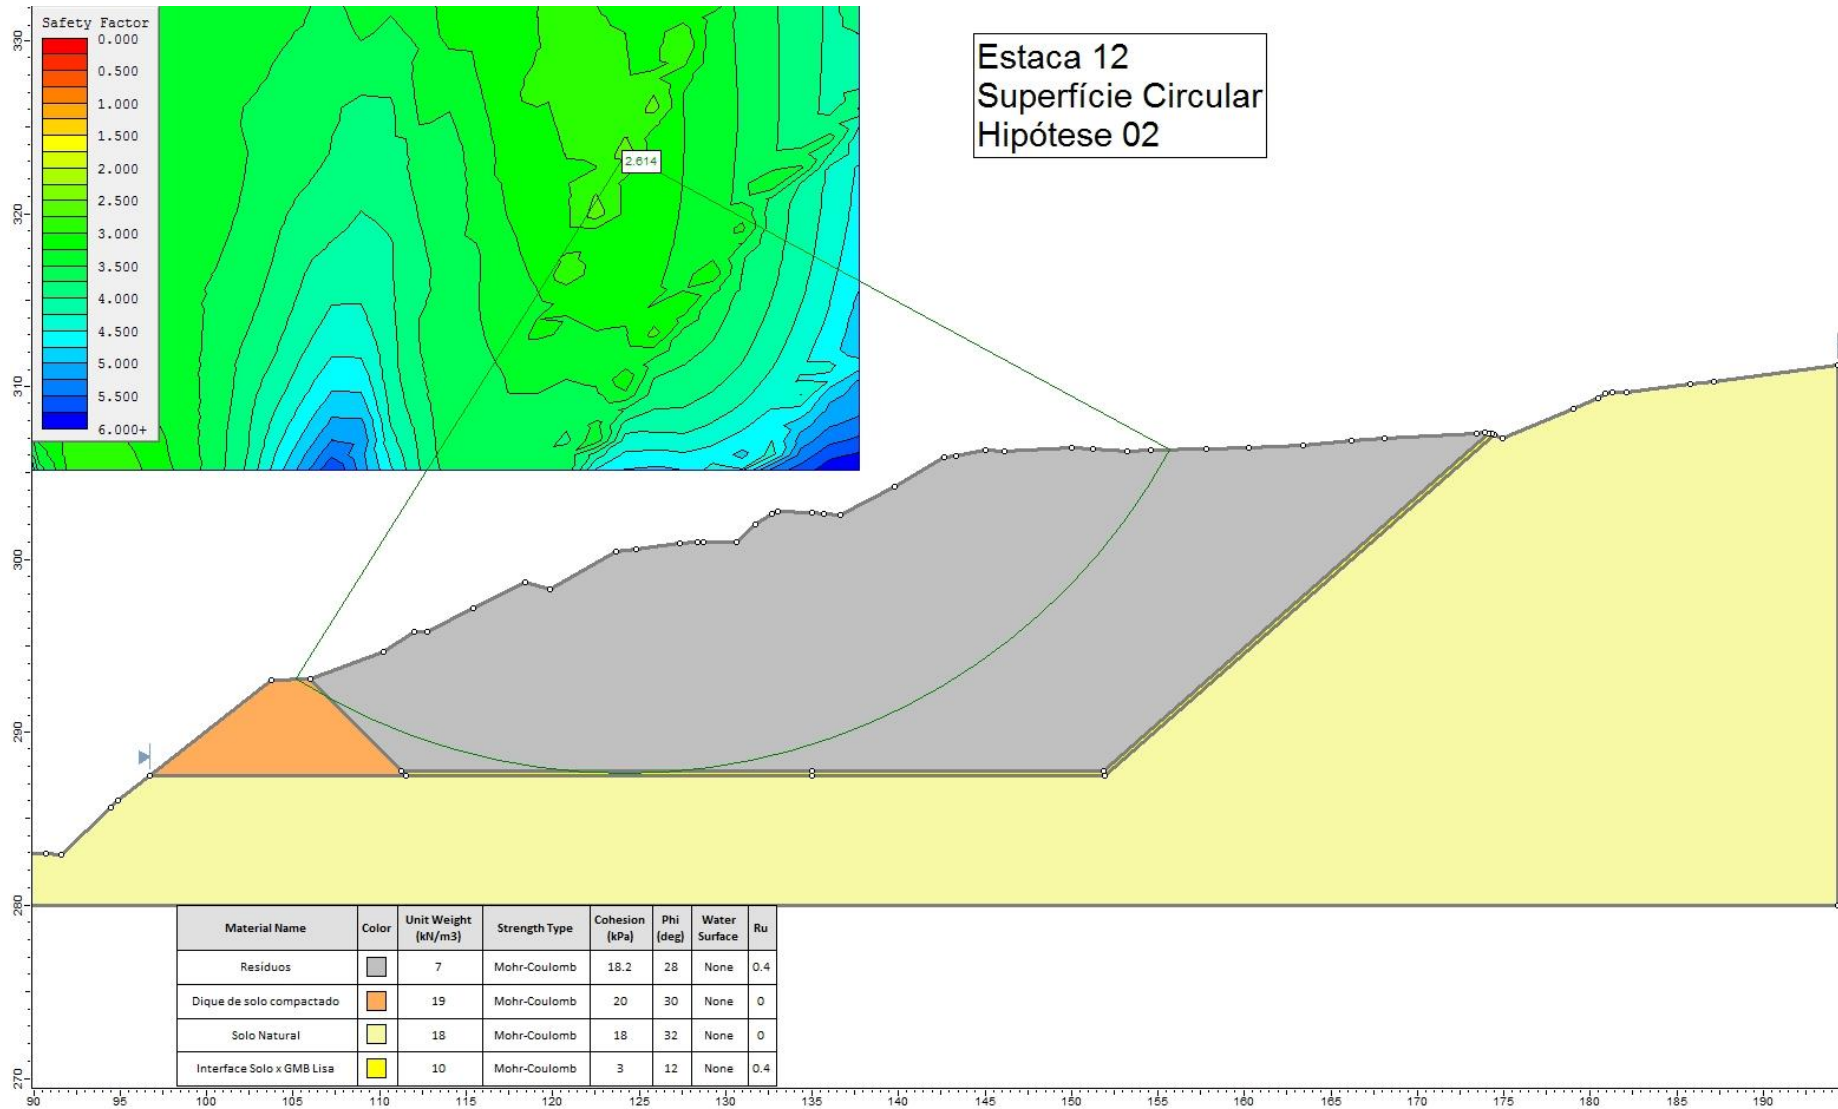 Safety Factor
0.000
0.500
1.000
1.500
2.000
2.500
3.000
3.500
4.000
4.500
5.000
5.500
6.000+
2.614
Estaca 12
Superfície Circular
Hipótese 02
330
320
310
300
290
280
270
Material Name Color Unit Weight (kN/m3) Strength Type Cohesion (kPa) Phi (deg) Water Surface Ru
Resíduos 7 Mohr-Coulomb 18.2 28 None 0.4
Dique de solo compactado 19 Mohr-Coulomb 20 30 None 0
Solo Natural 18 Mohr-Coulomb 18 32 None 0
Interface Solo x GMB Lisa 10 Mohr-Coulomb 3 12 None 0.4
90 95 100 105 110 115 120 125 130 135 140 145 150 155 160 165 170 175 180 185 190